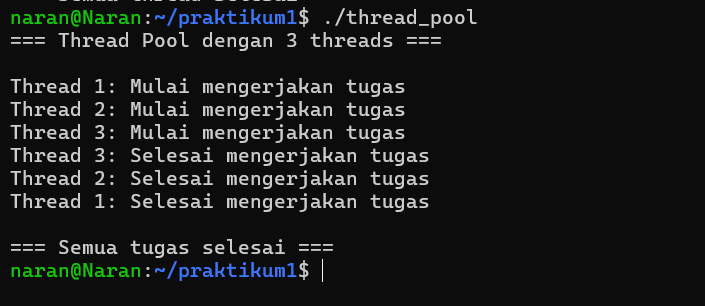 naran@Naran:~/praktikum1$ ./thread_pool
=== Thread Pool dengan 3 threads ===
Thread 1: Mulai mengerjakan tugas
Thread 2: Mulai mengerjakan tugas
Thread 3: Mulai mengerjakan tugas
Thread 3: Selesai mengerjakan tugas
Thread 2: Selesai mengerjakan tugas
Thread 1: Selesai mengerjakan tugas
=== Semua tugas selesai ===
naran@Naran:~/praktikum1$